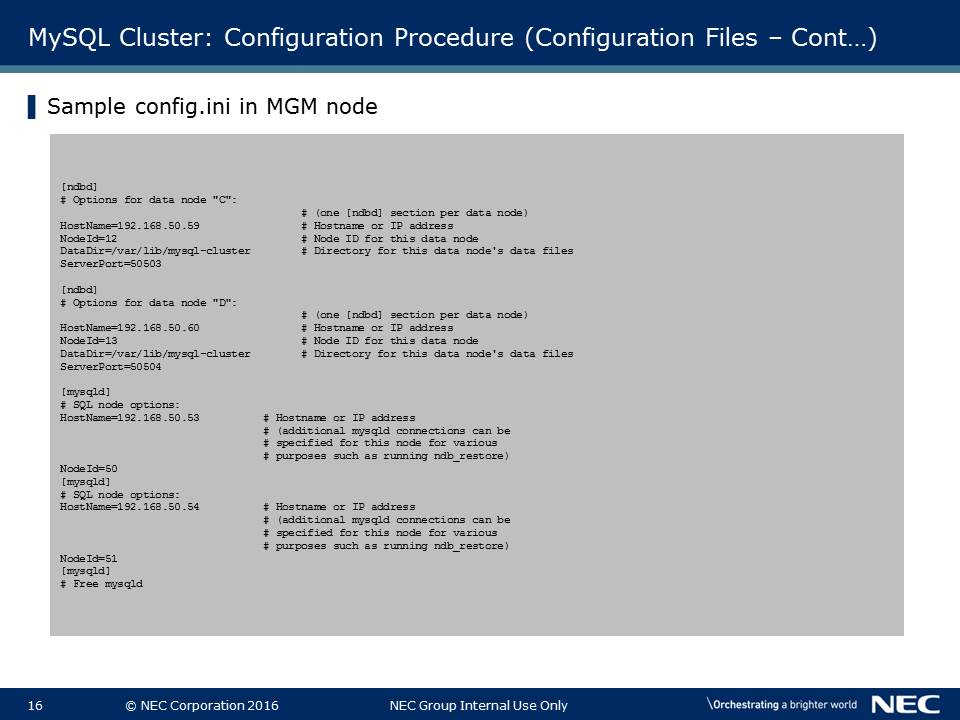 MySQL Cluster: Configuration Procedure (Configuration Files – Cont…)
Sample config.ini in MGM node
[ndbd]
# Options for data node "C":
# (one [ndbd] section per data node)
HostName=192.168.50.59 # Hostname or IP address
NodeId=12 # Node ID for this data node
DataDir=/var/lib/mysql-cluster # Directory for this data node's data files
ServerPort=50503
[ndbd]
# Options for data node "D":
# (one [ndbd] section per data node)
HostName=192.168.50.60 # Hostname or IP address
NodeId=13 # Node ID for this data node
DataDir=/var/lib/mysql-cluster # Directory for this data node's data files
ServerPort=50504
[mysqld]
# SQL node options:
HostName=192.168.50.53 # Hostname or IP address
# (additional mysqld connections can be
# specified for this node for various
# purposes such as running ndb_restore)
NodeId=50
[mysqld]
# SQL node options:
HostName=192.168.50.54 # Hostname or IP address
# (additional mysqld connections can be
# specified for this node for various
# purposes such as running ndb_restore)
NodeId=51
[mysqld]
# Free mysqld
16 © NEC Corporation 2016 NEC Group Internal Use Only \Orchestrating a brighter world NEC